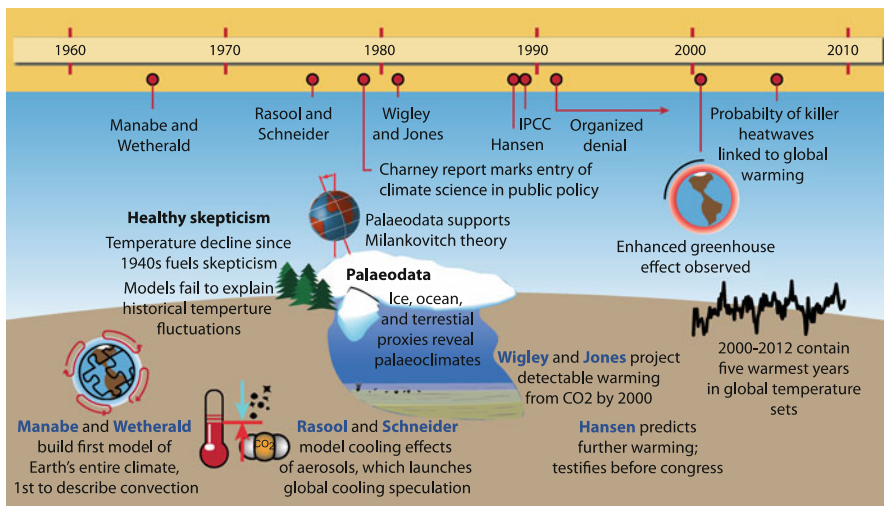 1960 1970 1980 1990 2000 2010
Manabe and
Wetherald
Rasool and
Schneider
Wigley
and Jones
Hansen
IPCC
Organized
denial
Probabilty of killer
heatwaves
linked to global
warming
Charney report marks entry of
climate science in public policy
Healthy skepticism
Temperature decline since
1940s fuels skepticism
Models fail to explain
historical temperture
fluctuations
Palaeodata supports
Milankovitch theory
Enhanced greenhouse
effect observed
Palaeodata
Ice, ocean,
and terrestial
proxies reveal
palaeoclimates
Wigley and Jones project
detectable warming
from CO2 by 2000
2000-2012 contain
five warmest years
in global temperature
sets
Manabe and Wetherald
build first model of
Earth's entire climate,
1st to describe convection
CO2
Rasool and Schneider
model cooling effects
of aerosols, which launches
global cooling speculation
Hansen predicts
further warming;
testifies before congress